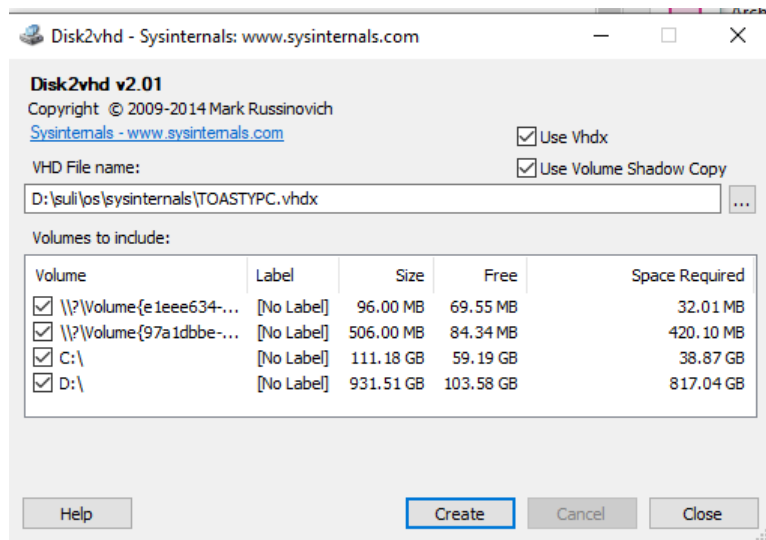 Disk2vhd - Sysinternals: www.sysinternals.com
Disk2vhd v2.01
Copyright © 2009-2014 Mark Russinovich
Sysinternals - www.sysinternals.com
Use Vhdx
VHD File name:
Use Volume Shadow Copy
D:\suli\os\sysinternals\TOASTYPC.vhdx
...
Volumes to include:
Volume Label Size Free Space Required
\\?\Volume{e1eee634-... [No Label] 96.00 MB 69.55 MB 32.01 MB
\\?\Volume{97a1dbbe-... [No Label] 506.00 MB 84.34 MB 420.10 MB
C:\ [No Label] 111.18 GB 59.19 GB 38.87 GB
D:\ [No Label] 931.51 GB 103.58 GB 817.04 GB
Help Create Cancel Close